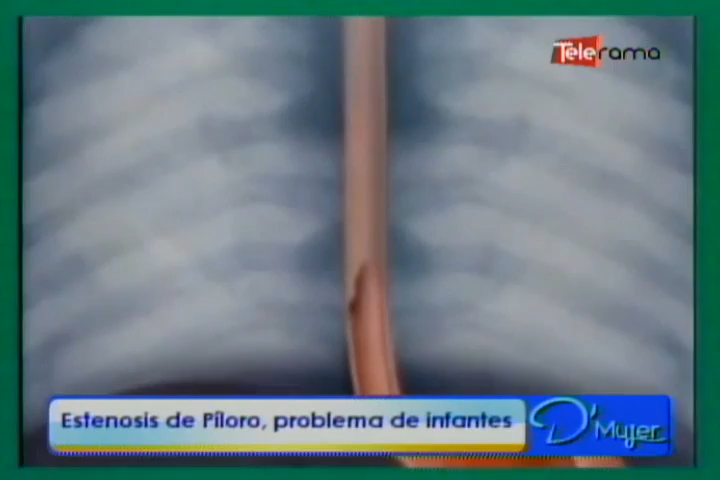 Telerama
Estenosis de Píloro, problema de infantes
D' Mujer